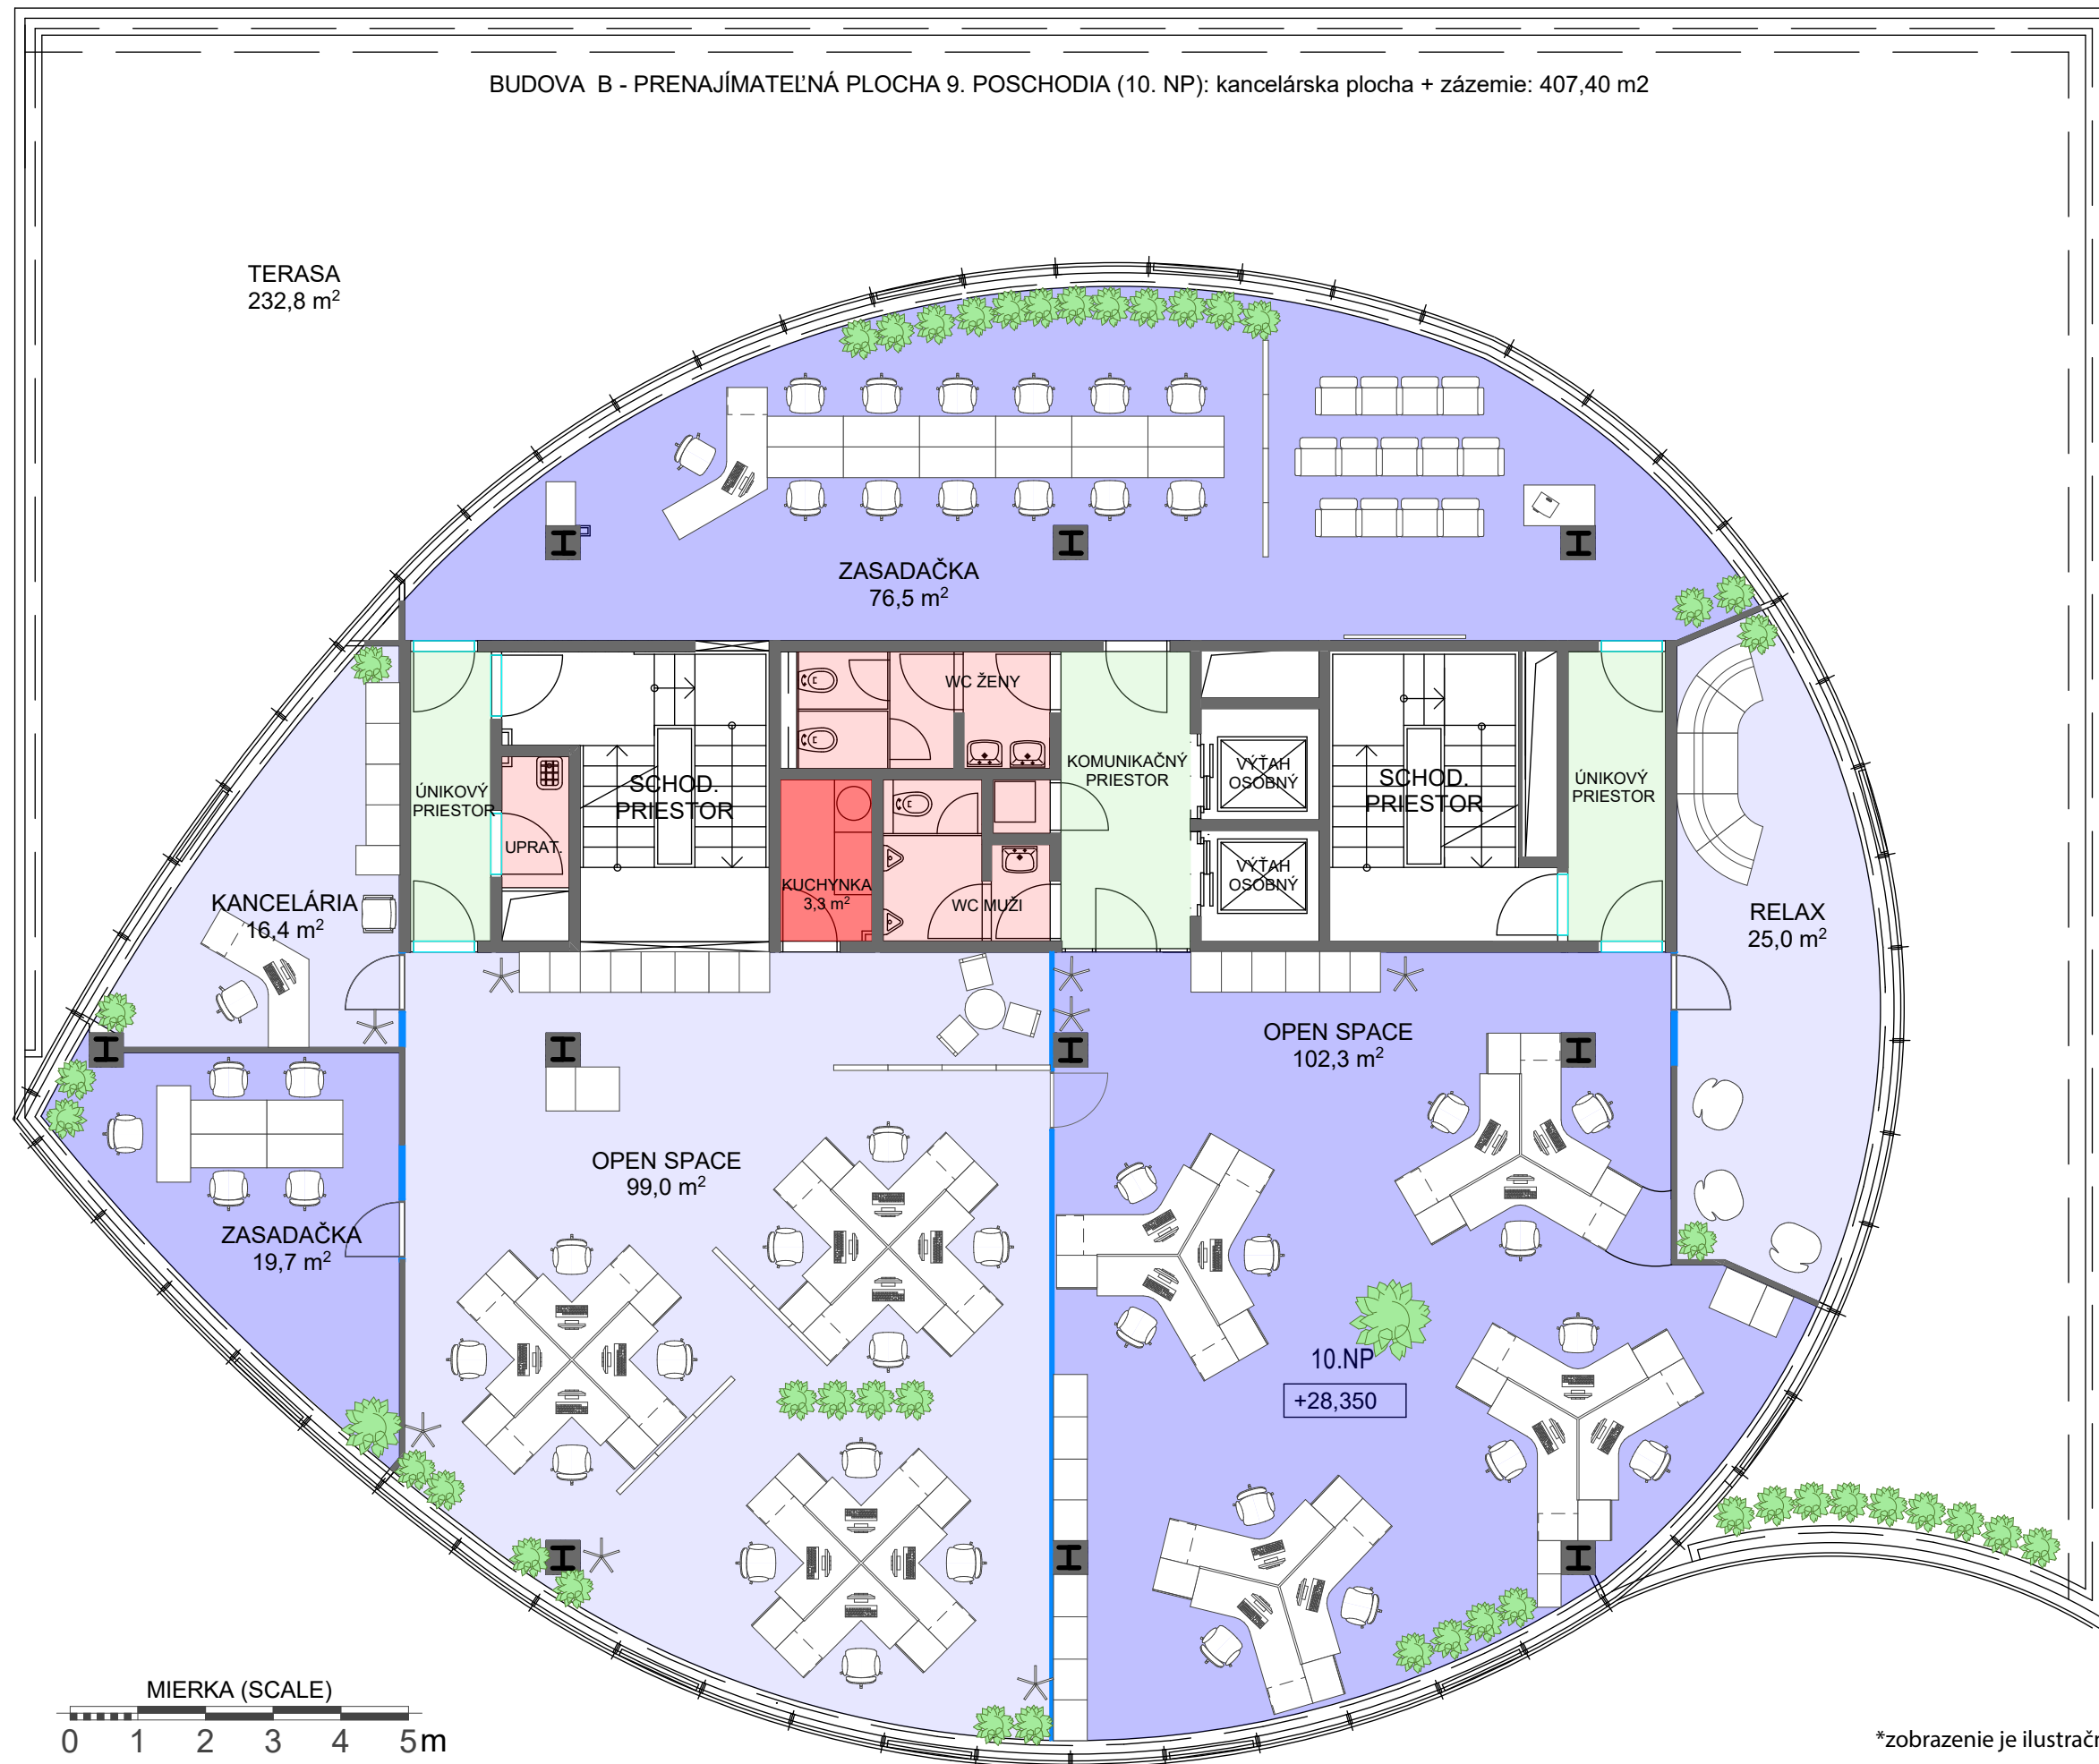 BUDOVA B - PRENAJÍMATEĽNÁ PLOCHA 9. POSCHODIA (10. NP): kancelárska plocha + zázemie: 407,40 m2
TERASA
232,8 m²
ZASADAČKA
76,5 m²
WC ŽENY
KOMUNIKAČNÝ
PRIESTOR
VÝŤAH
OSOBNÝ
SCHOD.
PRIESTOR
ÚNIKOVÝ
PRIESTOR
SCHOD.
PRIESTOR
ÚNIKOVÝ
PRIESTOR
UPRAT.
KUCHYNKA
3,3 m²
WC MUŽI
VÝŤAH
OSOBNÝ
KANCELÁRIA
16,4 m²
RELAX
25,0 m²
OPEN SPACE
102,3 m²
OPEN SPACE
99,0 m²
ZASADAČKA
19,7 m²
10.NP
+28,350
MIERKA (SCALE)
0 1 2 3 4 5m
*zobrazenie je ilustračn